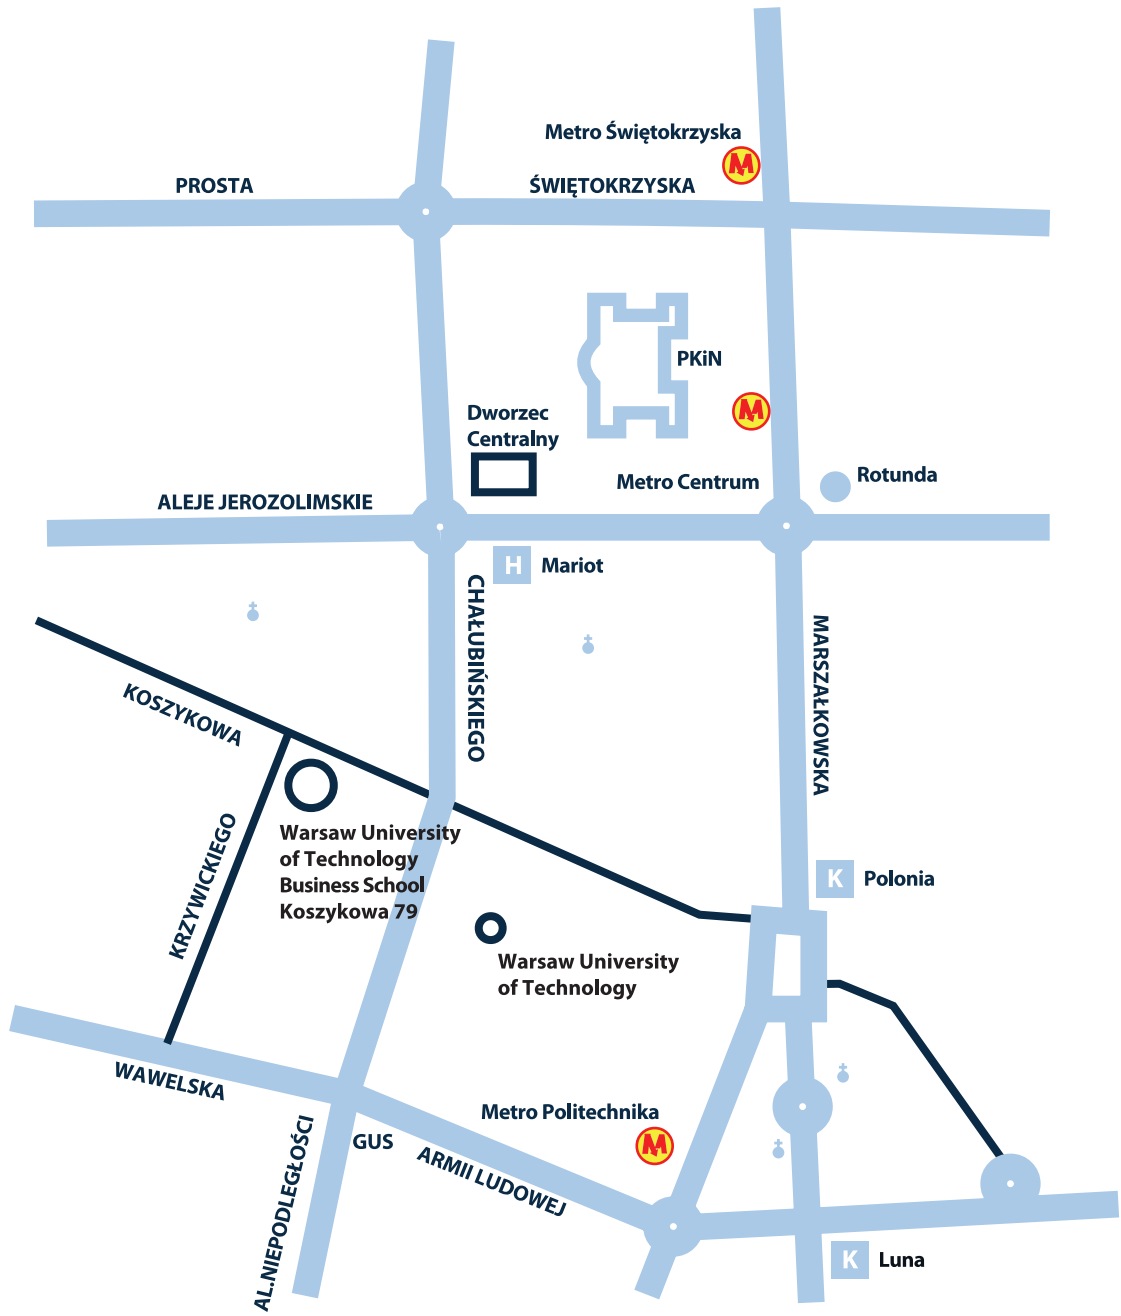 Metro Świętokrzyska
M
PROSTA
ŚWIĘTOKRZYSKA
PKiN
M
Dworzec
Centralny
Metro Centrum
Rotunda
ALEJE JEROZOLIMSKIE
H
Mariot
CHAŁUBIŃSKIEGO
MARSZAŁKOWSKA
KOSZYKOWA
KRZYWICKIEGO
Warsaw University
of Technology
Business School
Koszykowa 79
K
Polonia
Warsaw University
of Technology
WAWELSKA
Metro Politechnika
M
GUS
ARMII LUDOWEJ
AL.NIEPODLEGŁOŚCI
K
Luna